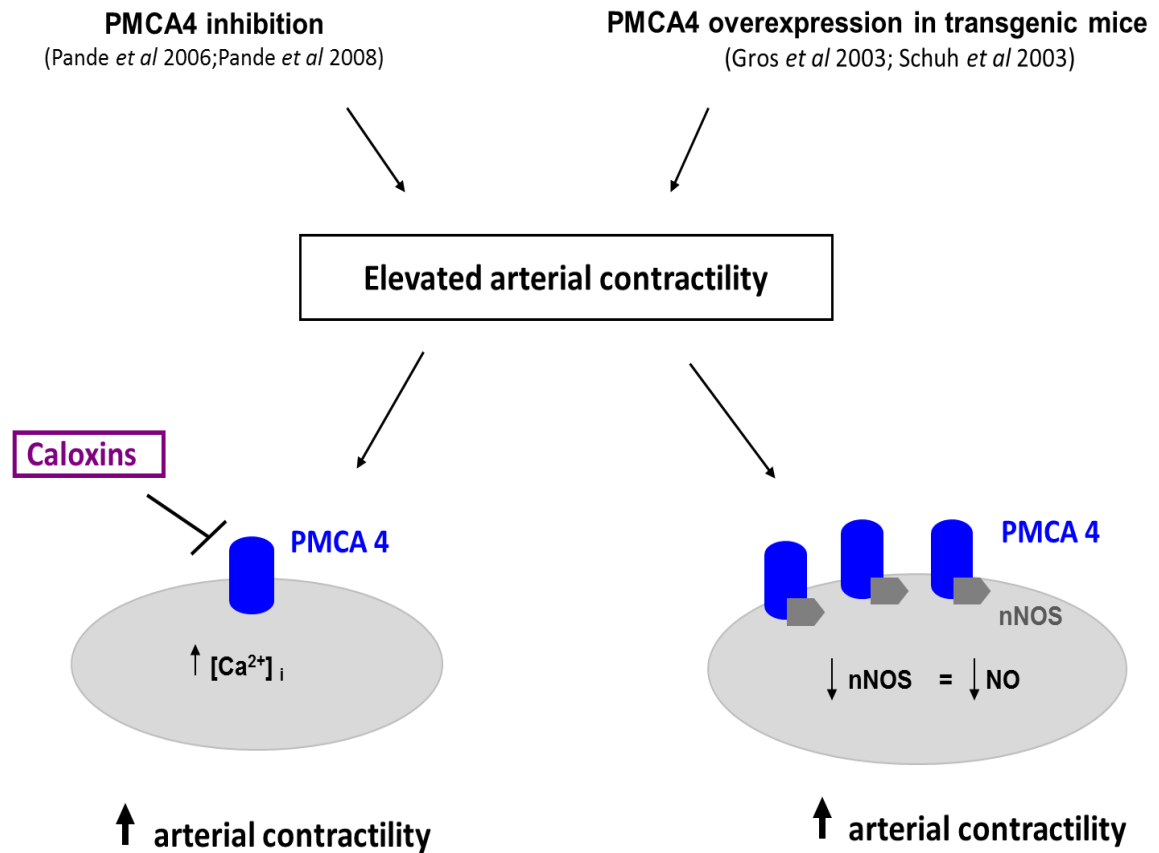 PMCA4 inhibition
(Pande et al 2006;Pande et al 2008)
PMCA4 overexpression in transgenic mice
(Gros et al 2003; Schuh et al 2003)
Elevated arterial contractility
Caloxins
PMCA 4
↑ [Ca²⁺] i
↑ arterial contractility
PMCA 4
nNOS
↓ nNOS = ↓ NO
↑ arterial contractility